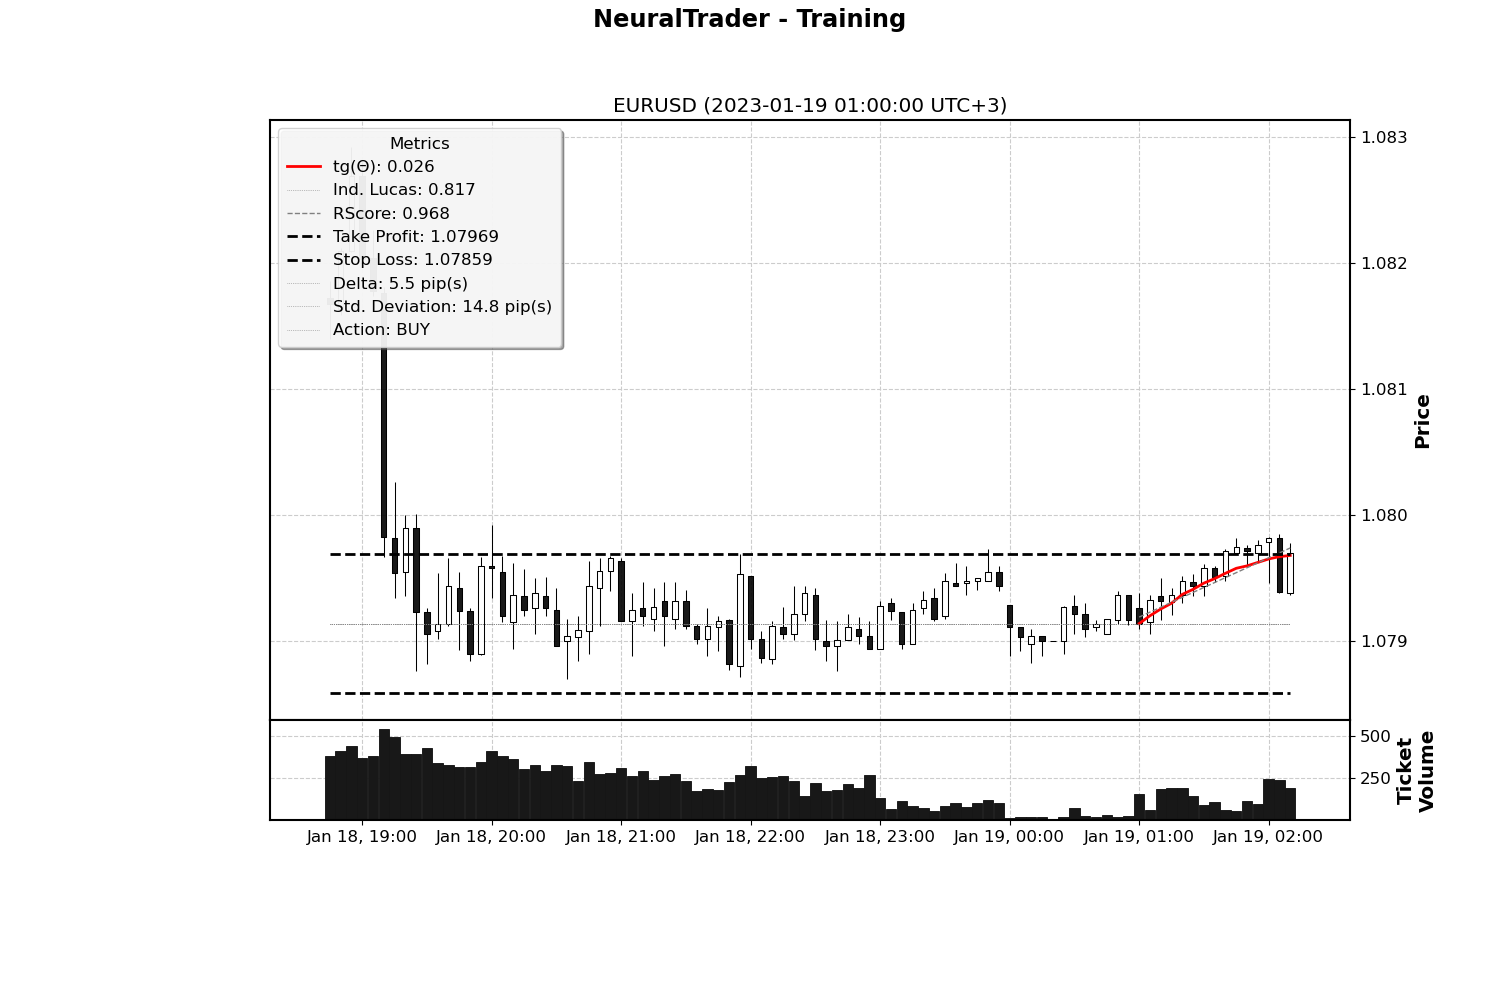 NeuralTrader - Training
EURUSD (2023-01-19 01:00:00 UTC+3)
Metrics
tg(Θ): 0.026
Ind. Lucas: 0.817
RScore: 0.968
Take Profit: 1.07969
Stop Loss: 1.07859
Delta: 5.5 pip(s)
Std. Deviation: 14.8 pip(s)
Action: BUY
1.083
1.082
1.081
1.080
1.079
Price
500
250
Ticket
Volume
Jan 18, 19:00
Jan 18, 20:00
Jan 18, 21:00
Jan 18, 22:00
Jan 18, 23:00
Jan 19, 00:00
Jan 19, 01:00
Jan 19, 02:00